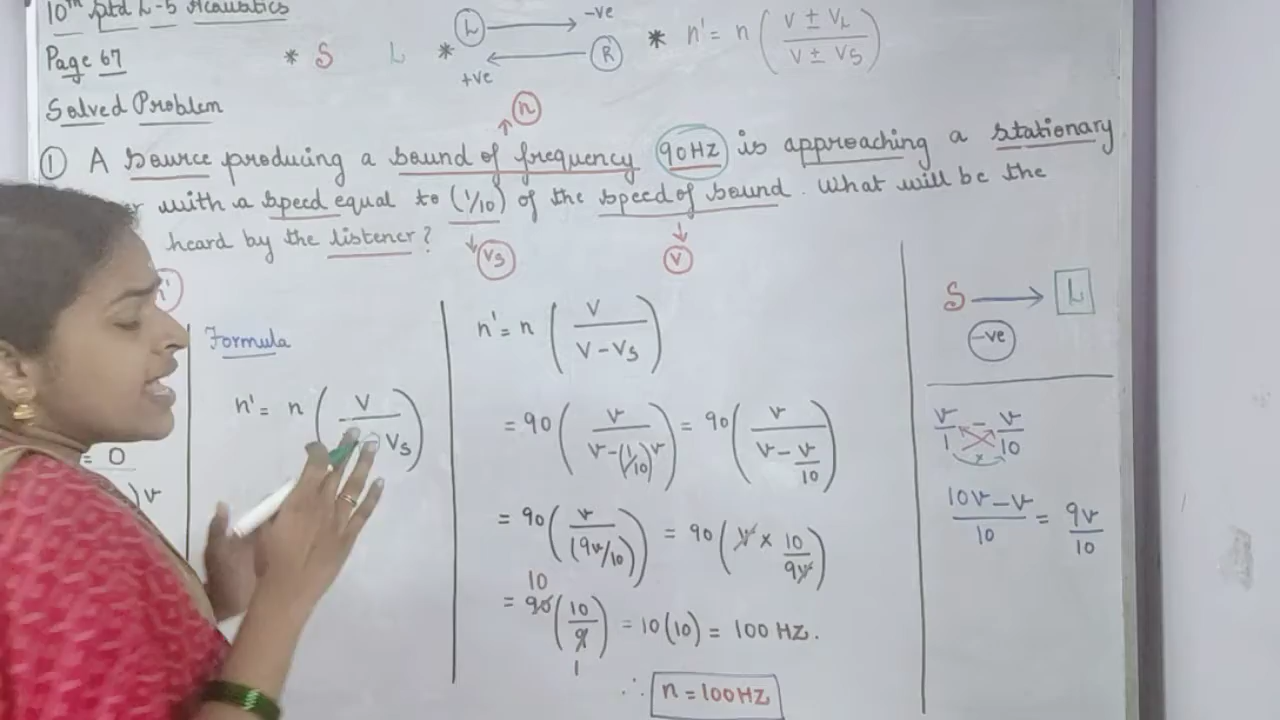 10th std L-5 Acoustics
Page 67
* S L * L → -ve
+ve ← R
* n' = n ( V ± VL / V ± VS )
Solved Problem
n
① A source producing a sound of frequency 90HZ is approaching a stationary
with a speed equal to (1/10) of the speed of sound. What will be the
heard by the listener?
VS V
= 0
) v
Formula
n' = n ( V / VS )
n' = n ( V / V - VS )
= 90 ( v / v - (1/10) v ) = 90 ( v / v - v/10 )
= 90 ( v / (9v/10) ) = 90 ( v × 10 / 9v )
10
= 90 ( 10 / 9 ) = 10 (10) = 100 HZ.
1
∴ n = 100HZ
S → L
-ve
v/1 - v/10
10v - v / 10 = 9v / 10